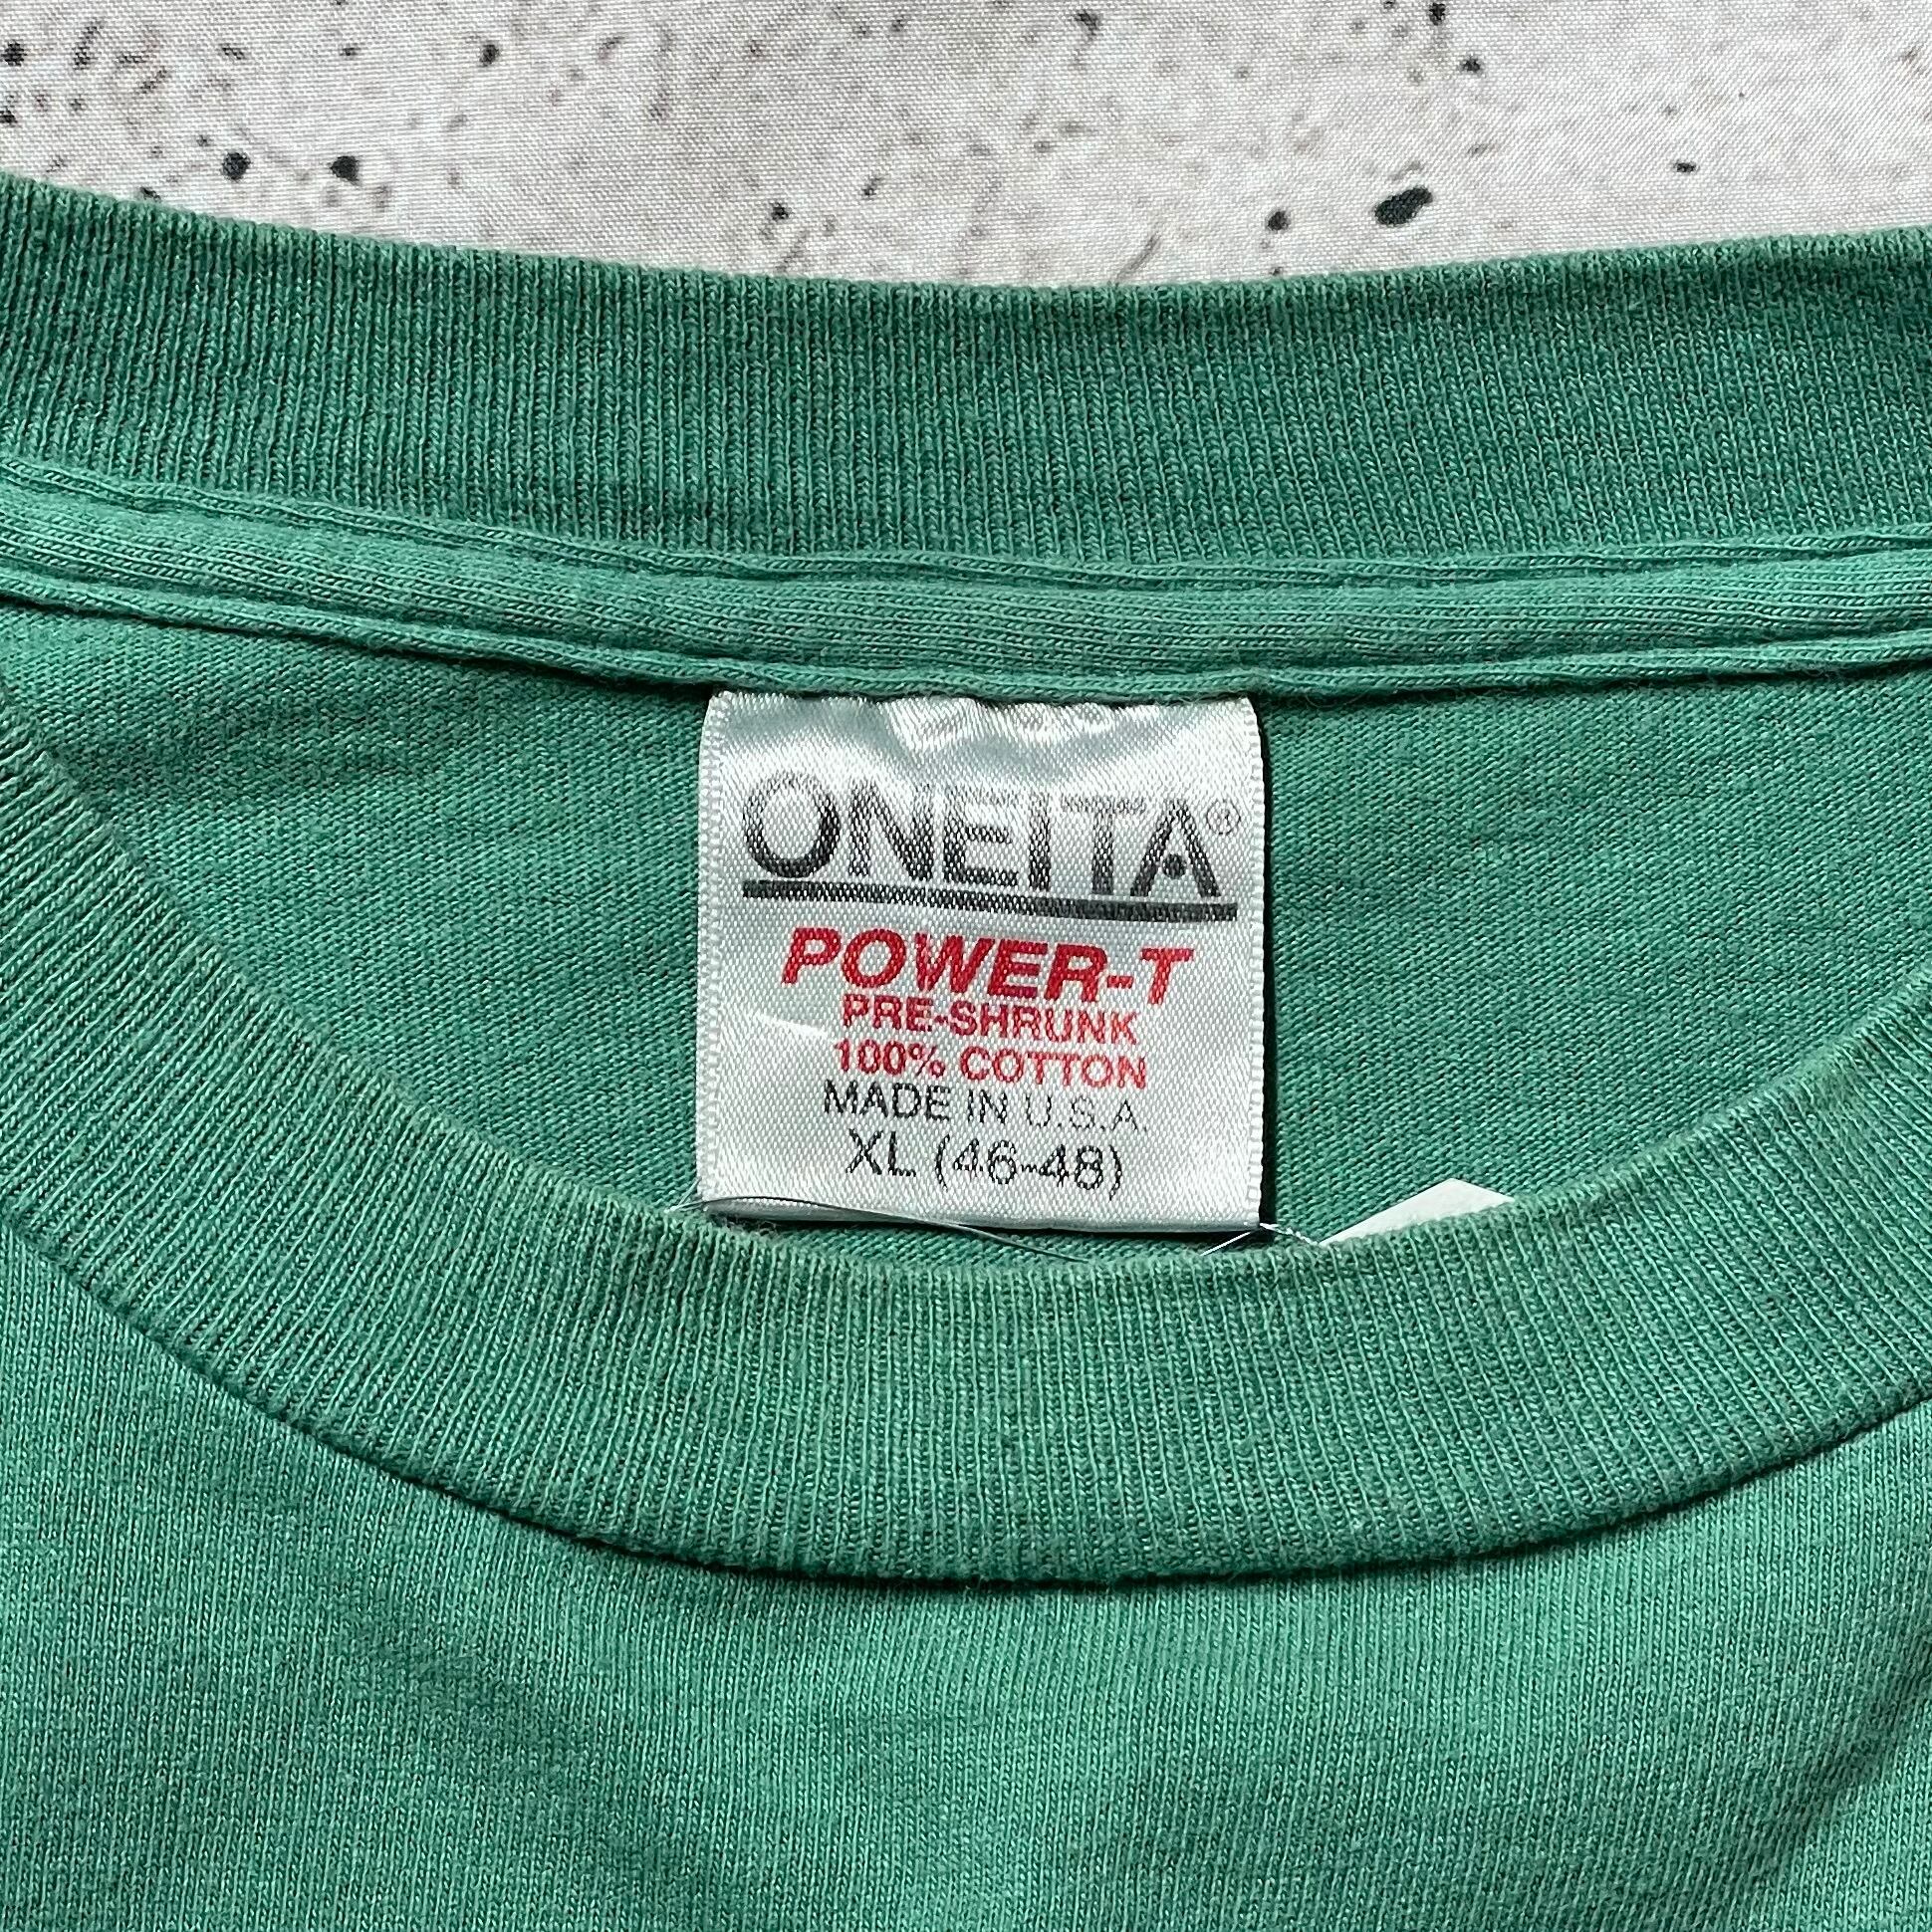 ONEITA®
POWER-T
PRE-SHRUNK
100% COTTON
MADE IN U.S.A.
XL (46-48)